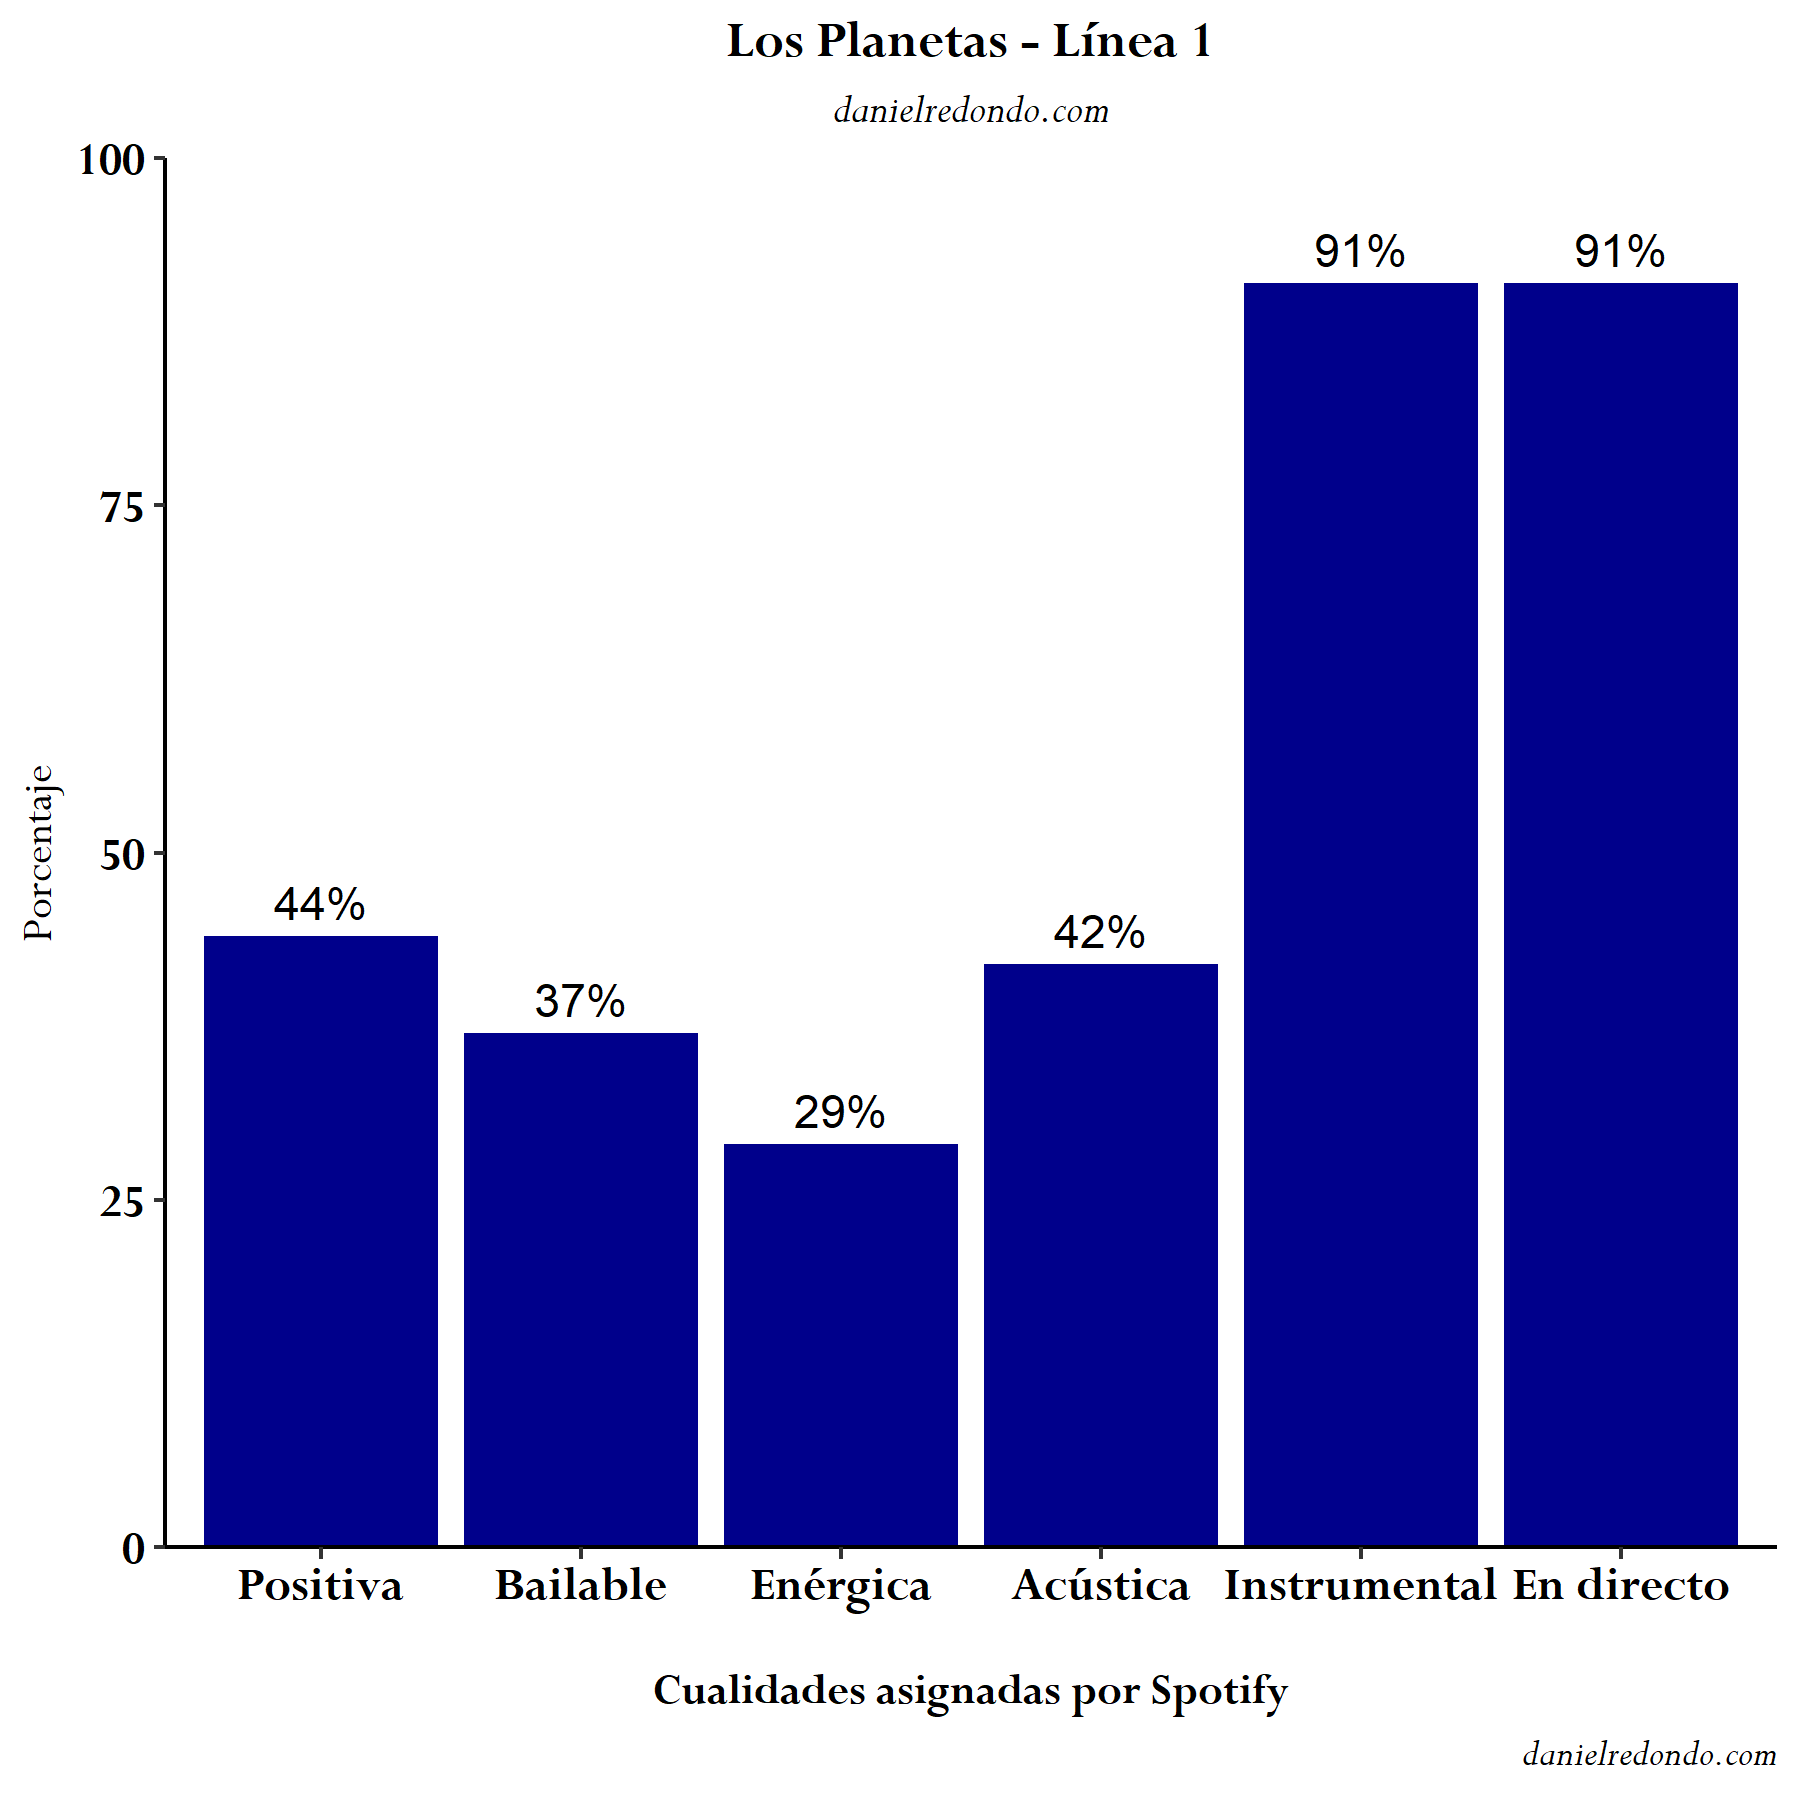 Los Planetas - Línea 1
danielredondo.com
100
75
50
25
0
Porcentaje
44%
37%
29%
42%
91%
91%
Positiva
Bailable
Enérgica
Acústica
Instrumental
En directo
Cualidades asignadas por Spotify
danielredondo.com